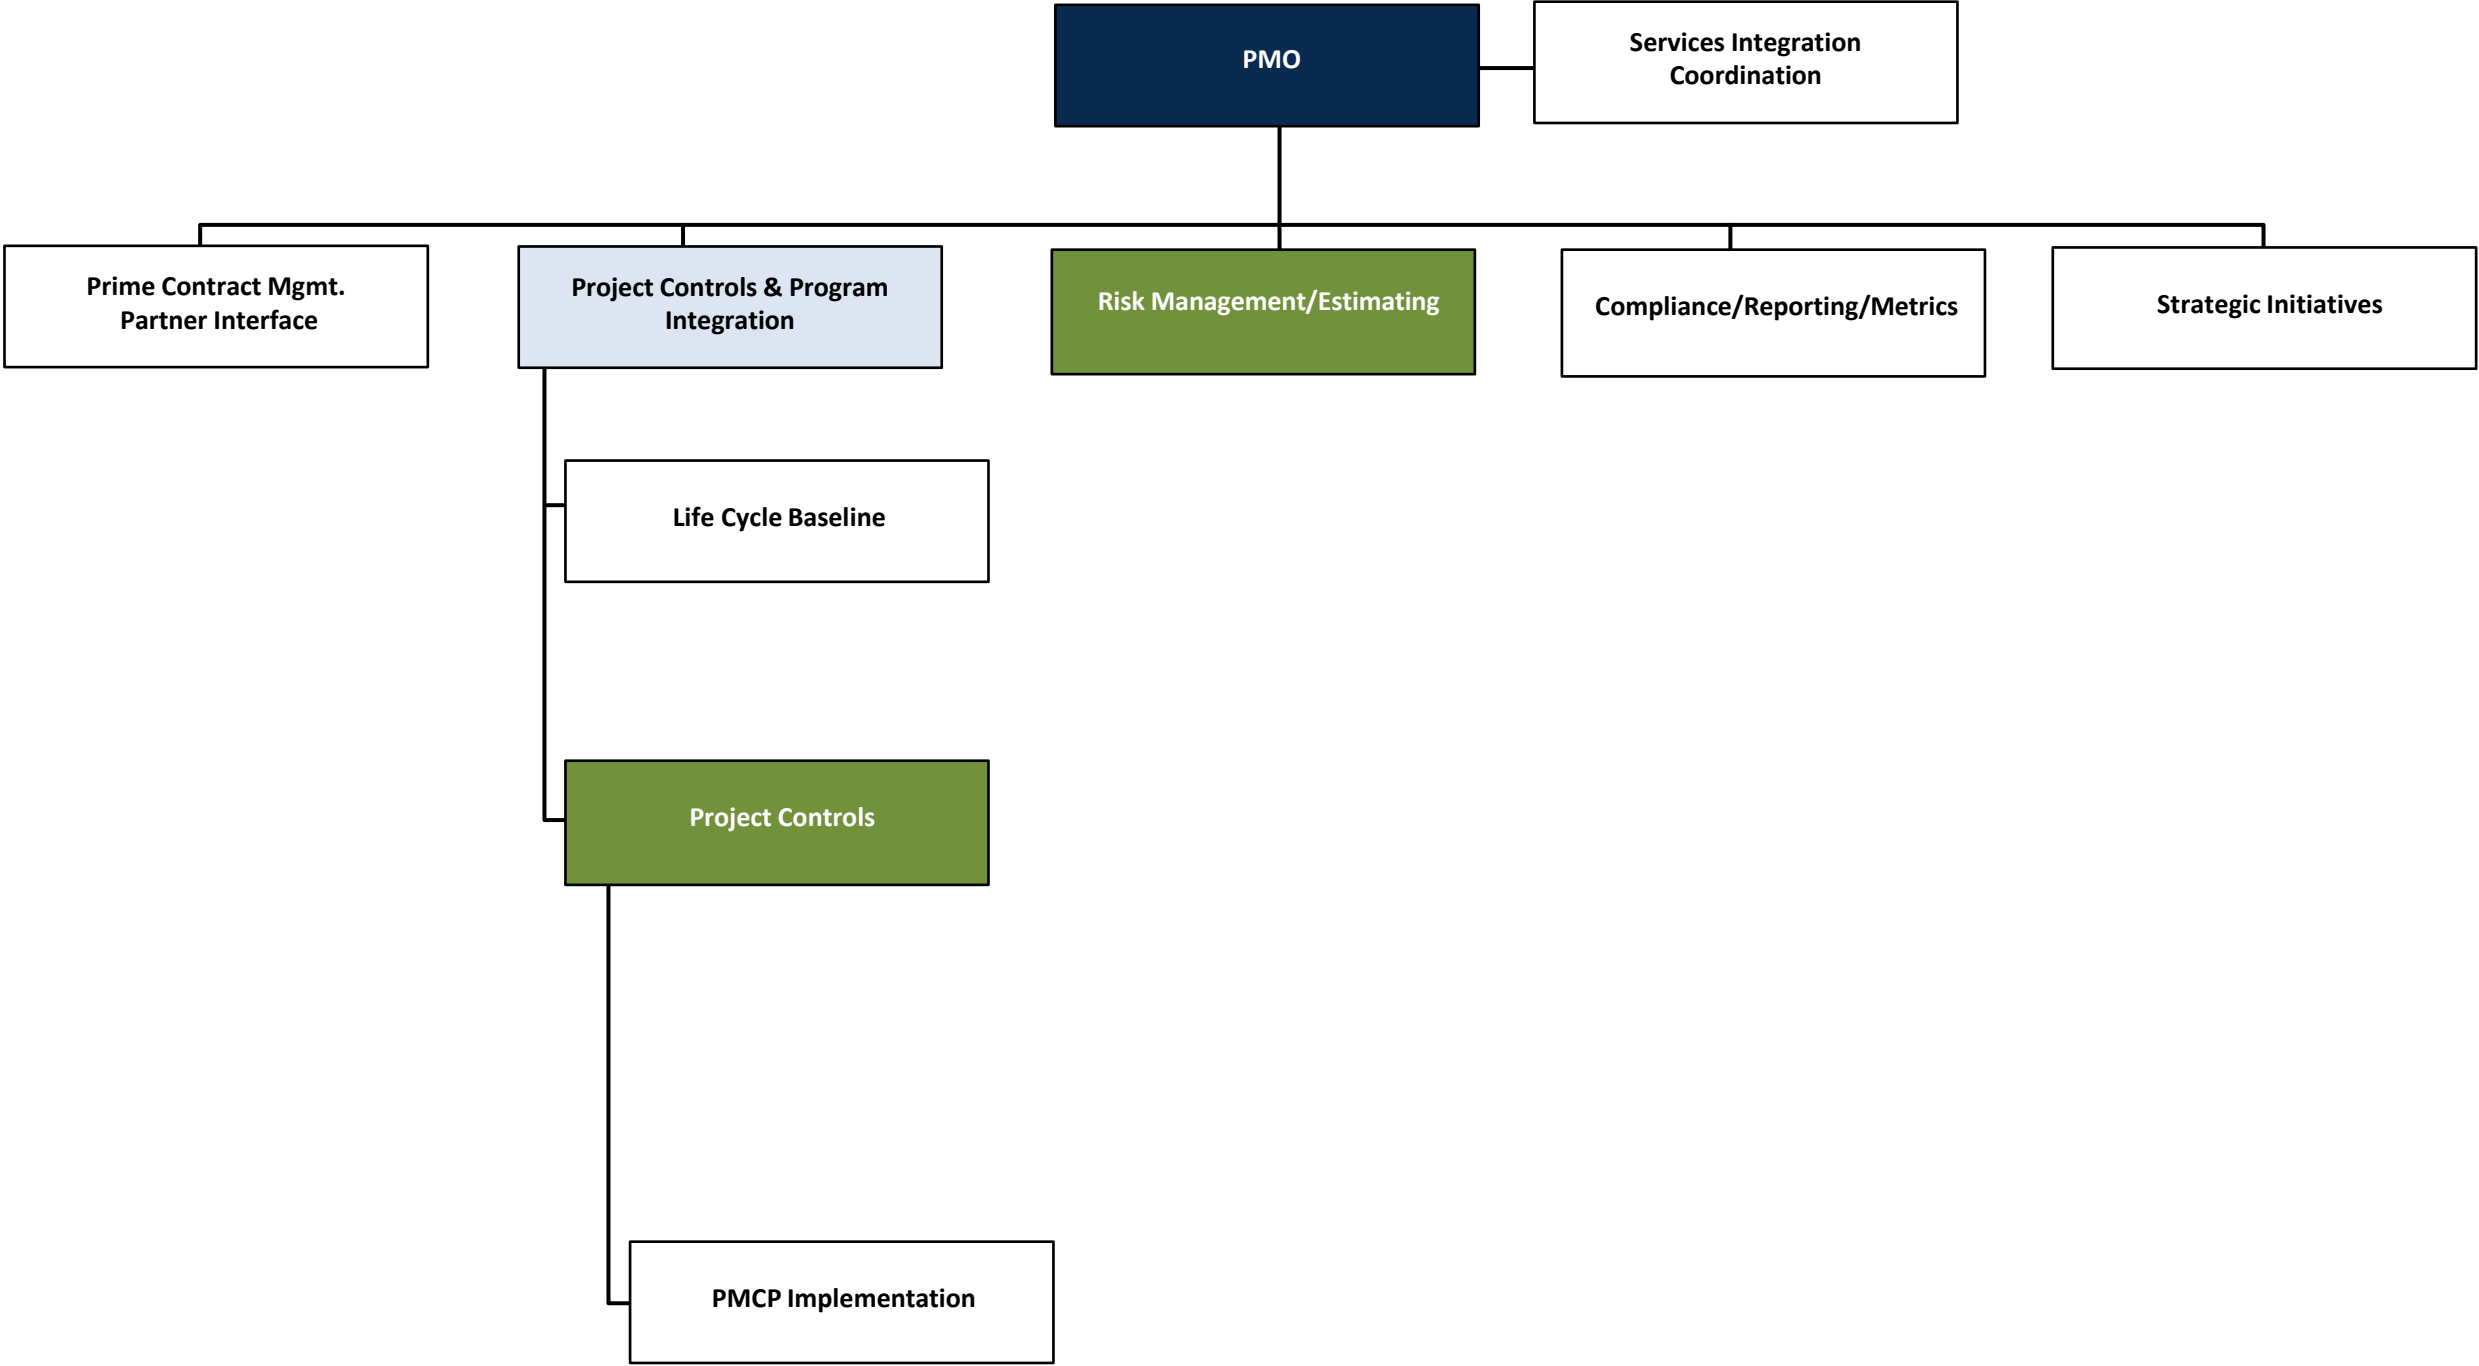 PMO
Services Integration
Coordination
Prime Contract Mgmt.
Partner Interface
Project Controls & Program
Integration
Risk Management/Estimating
Compliance/Reporting/Metrics
Strategic Initiatives
Life Cycle Baseline
Project Controls
PMCP Implementation